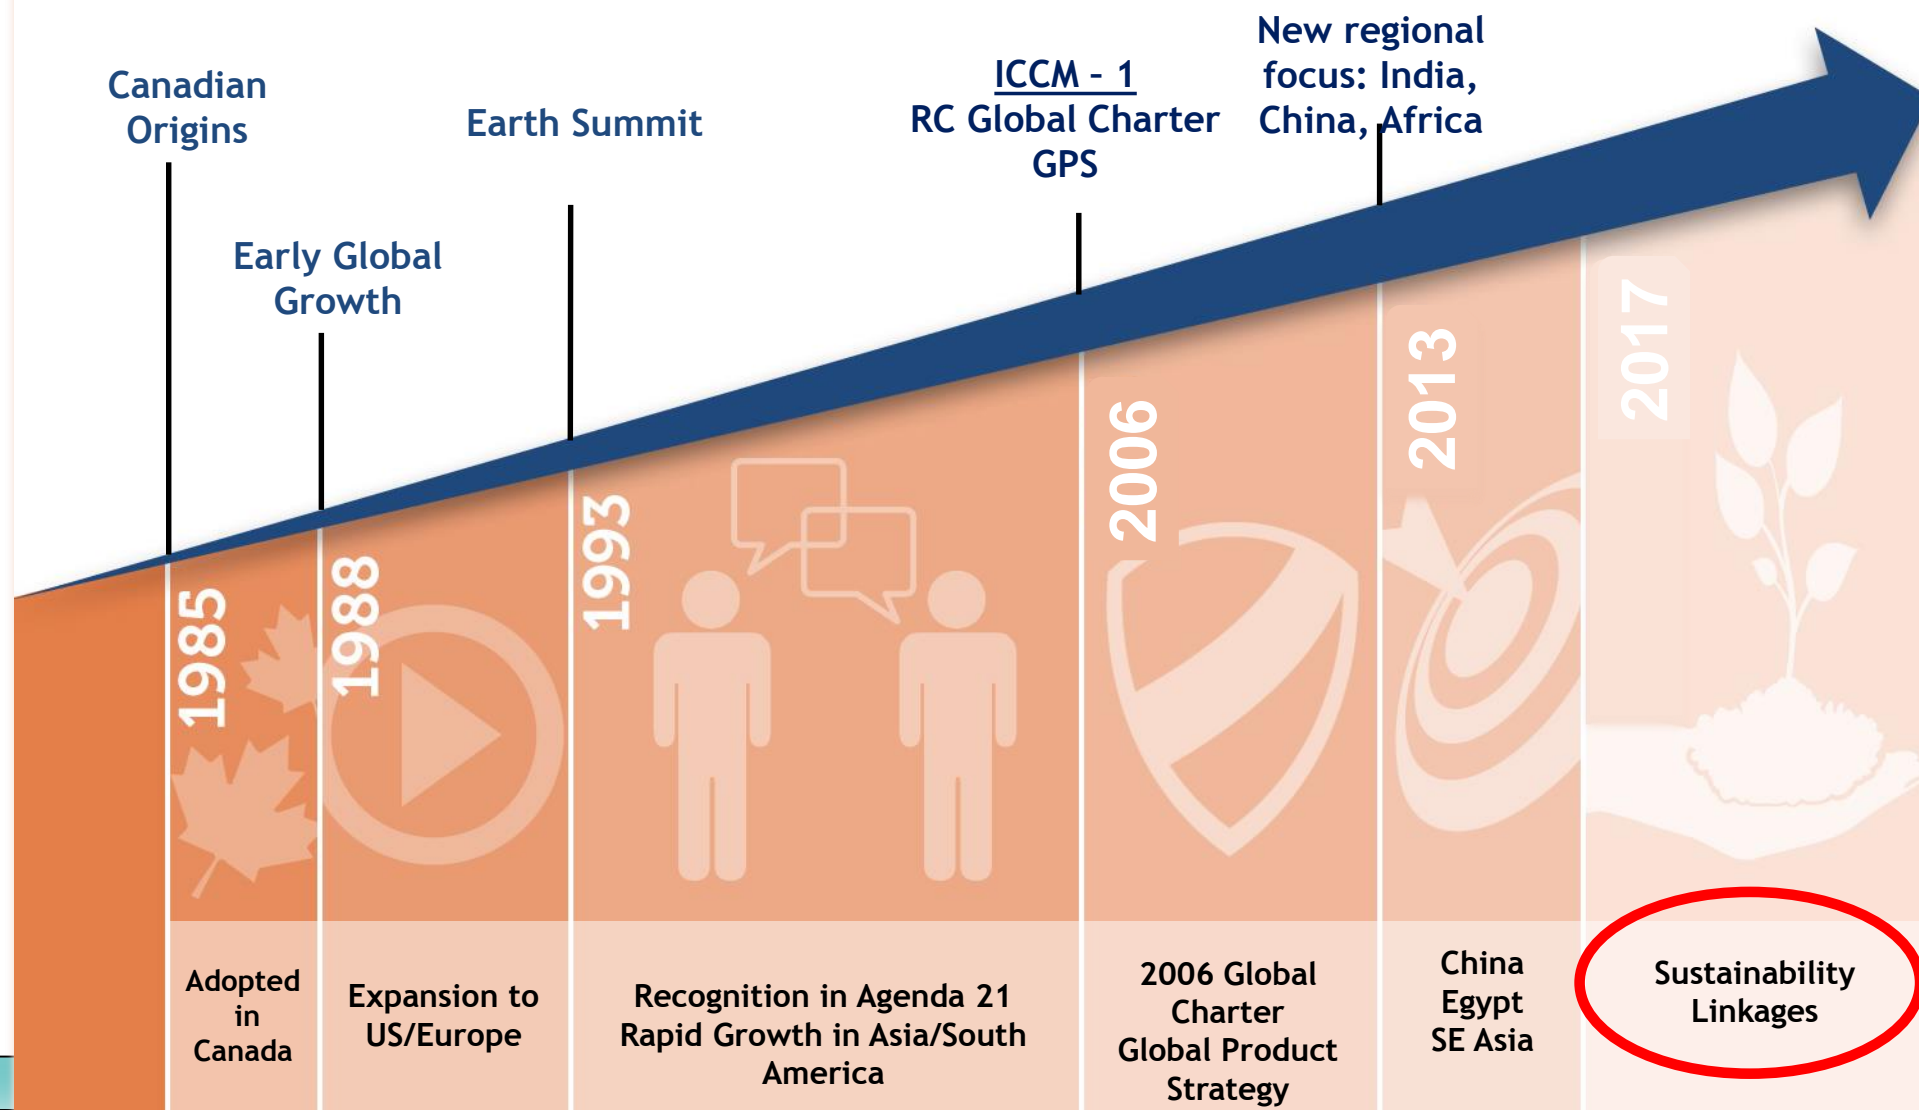 Canadian
Origins
Early Global
Growth
Earth Summit
ICCM – 1
RC Global Charter
GPS
New regional
focus: India,
China, Africa
1985
1988
1993
2006
2013
2017
Adopted
in
Canada
Expansion to
US/Europe
Recognition in Agenda 21
Rapid Growth in Asia/South
America
2006 Global
Charter
Global Product
Strategy
China
Egypt
SE Asia
Sustainability
Linkages